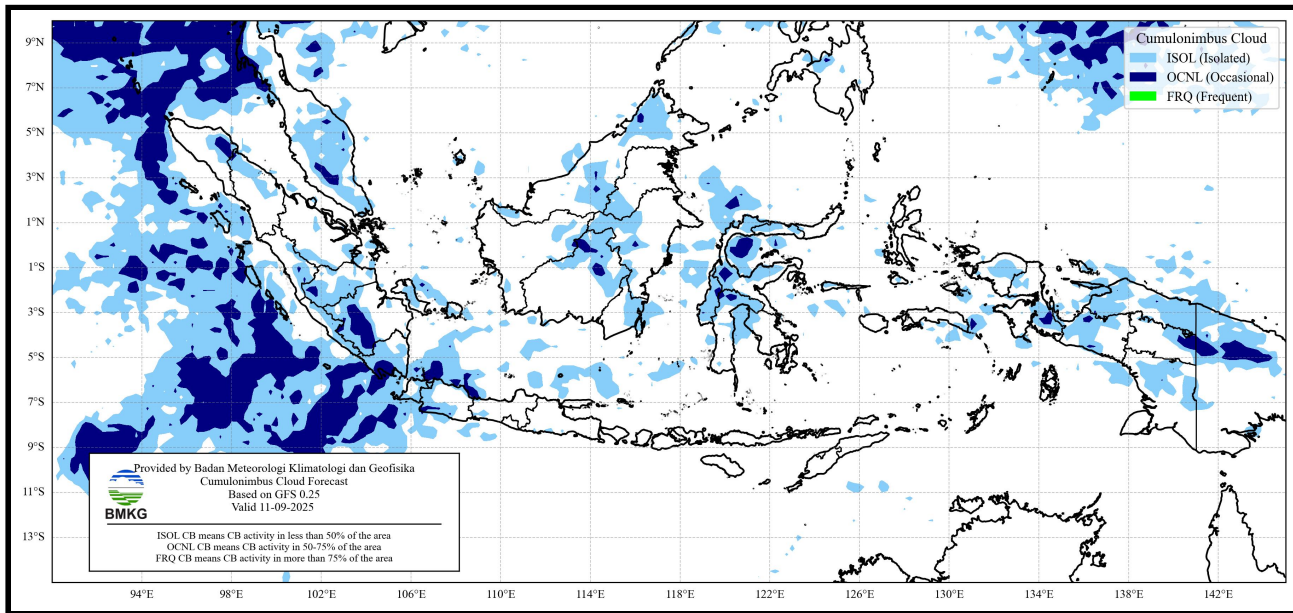 Cumulonimbus Cloud
ISOL (Isolated)
OCNL (Occasional)
FRQ (Frequent)
9°N
7°N
5°N
3°N
1°N
1°S
3°S
5°S
7°S
9°S
11°S
13°S
Provided by Badan Meteorologi Klimatologi dan Geofisika
Cumulonimbus Cloud Forecast
Based on GFS 0.25
Valid 11-09-2025
BMKG
ISOL CB means CB activity in less than 50% of the area
OCNL CB means CB activity in 50-75% of the area
FRQ CB means CB activity in more than 75% of the area
94°E 98°E 102°E 106°E 110°E 114°E 118°E 122°E 126°E 130°E 134°E 138°E 142°E